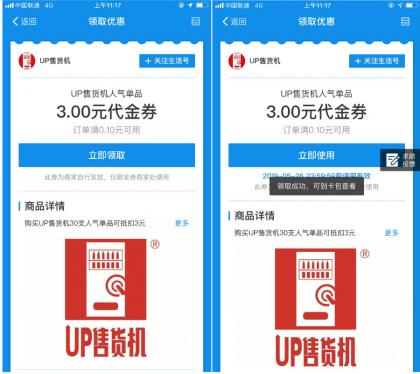 中国联通 4G 上午11:17
返回 领取优惠
UP售货机 + 关注生活号
UP售货机人气单品
3.00元代金券
订单满0.10元可用
立即领取
此券为商家自行发放，仅限发券商家处使用
商品详情
购买UP售货机30支人气单品可抵扣3元 更多
®
UP售货机
中国联通 4G 上午11:17
返回 领取优惠
UP售货机 + 关注生活号
UP售货机人气单品
3.00元代金券
订单满0.10元可用
立即使用
求助反馈
2019-05-26 23:59:59前使用有效
领取成功，可到卡包查看
此券
使用
商品详情
购买UP售货机30支人气单品可抵扣3元 更多
®
UP售货机